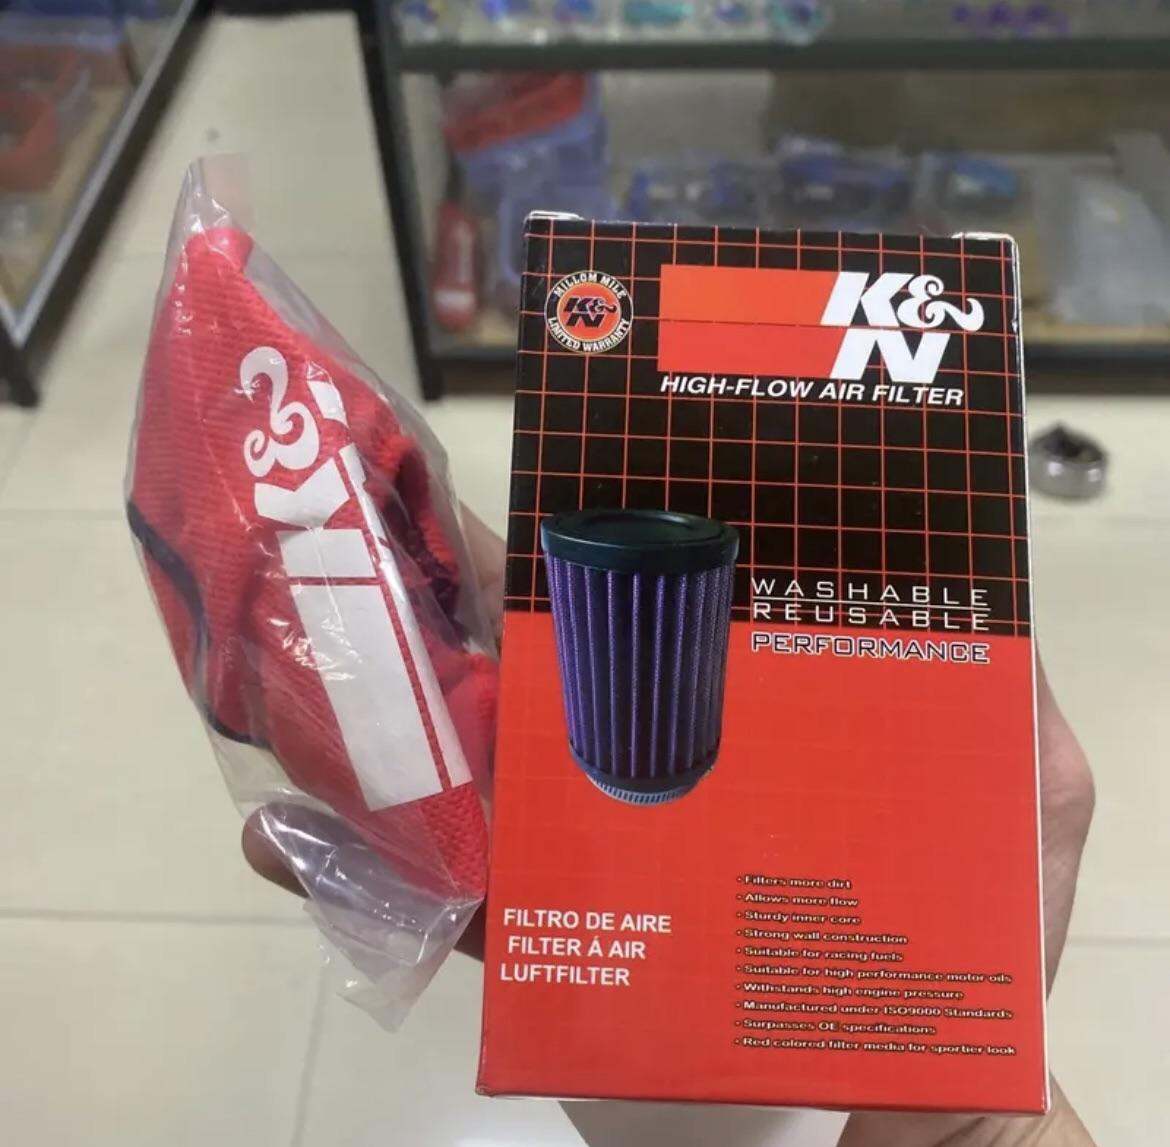 K&N
MILLOM MILE
K&N
LIMITED WARRANTY
K&
N
HIGH-FLOW AIR FILTER
WASHABLE
REUSABLE
PERFORMANCE
FILTRO DE AIRE
FILTER Á AIR
LUFTFILTER
• Filters more dirt
• Allows more flow
• Sturdy inner core
• Strong wall construction
• Suitable for racing fuels
• Suitable for high performance motor oils
• Withstands high engine pressure
• Manufactured under ISO9000 Standards
• Surpasses OE specifications
• Red colored filter media for sportier look